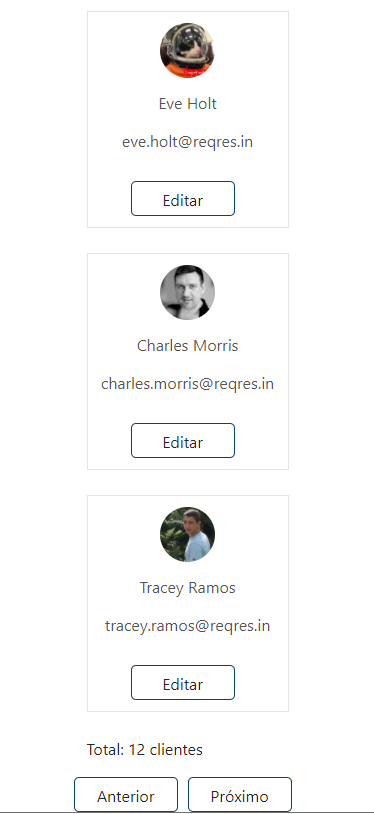 Eve Holt
eve.holt@reqres.in
Editar
Charles Morris
charles.morris@reqres.in
Editar
Tracey Ramos
tracey.ramos@reqres.in
Editar
Total: 12 clientes
Anterior
Próximo